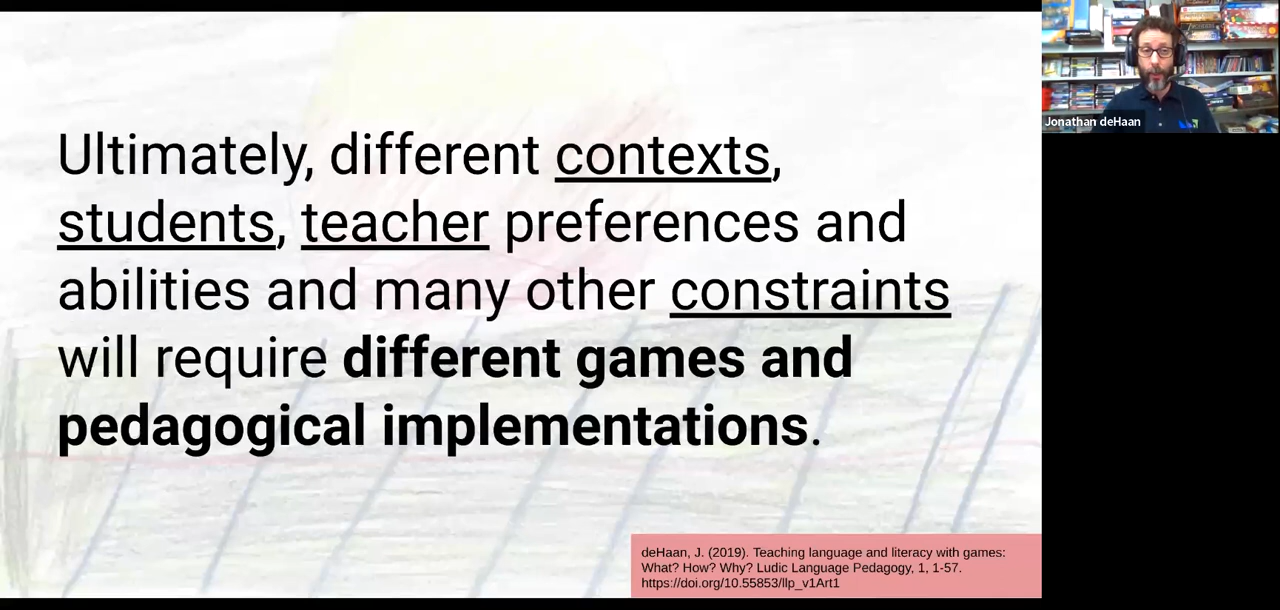 Ultimately, different contexts,
students, teacher preferences and
abilities and many other constraints
will require different games and
pedagogical implementations.
deHaan, J. (2019). Teaching language and literacy with games:
What? How? Why? Ludic Language Pedagogy, 1, 1-57.
https://doi.org/10.55853/llp_v1Art1
Jonathan deHaan